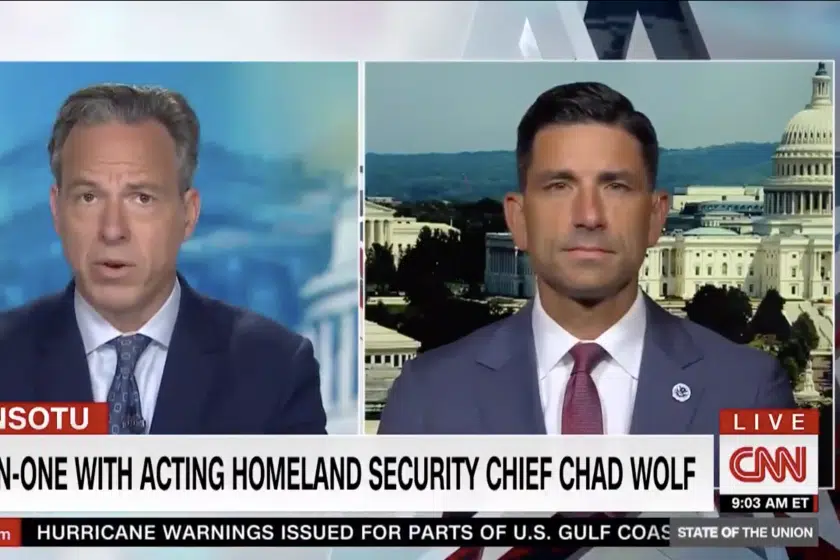 NSOTU
N-ONE WITH ACTING HOMELAND SECURITY CHIEF CHAD WOLF
LIVE
CNN
9:03 AM ET
m HURRICANE WARNINGS ISSUED FOR PARTS OF U.S. GULF COAS
STATE OF THE UNION